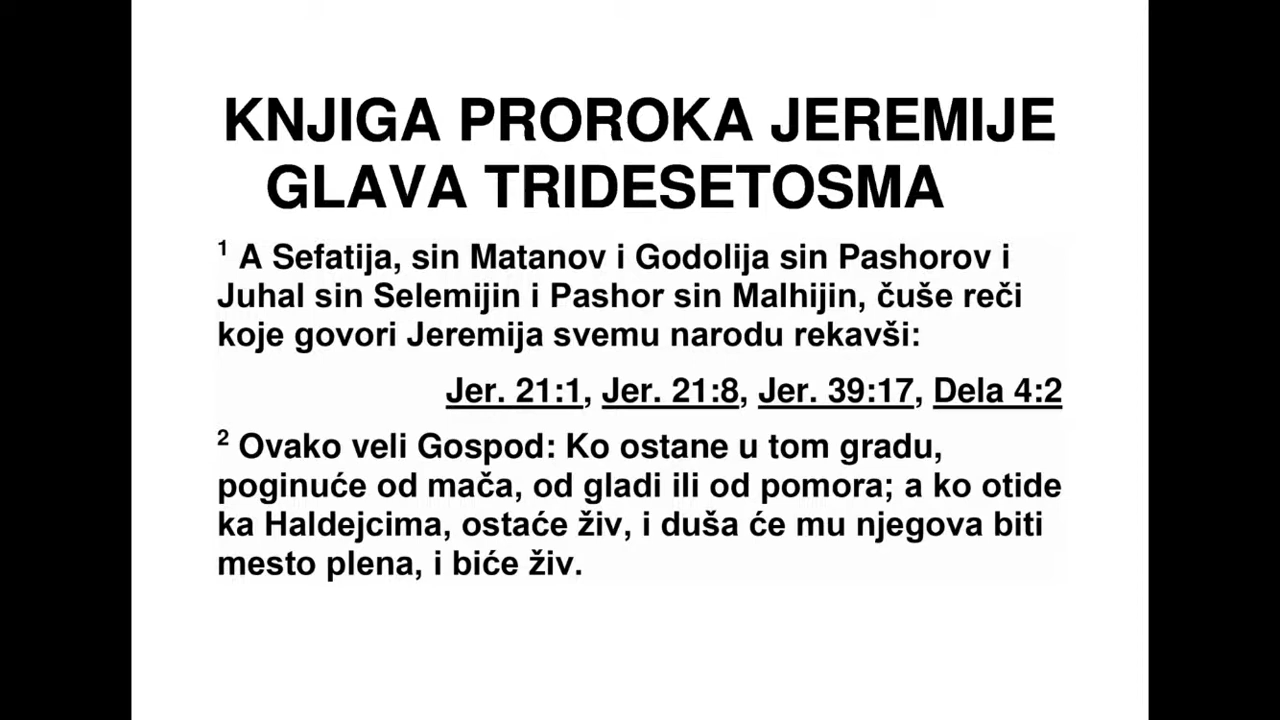 KNJIGA PROROKA JEREMIJE
GLAVA TRIDESETOSMA
¹ A Sefatija, sin Matanov i Godolija sin Pashorov i
Juhal sin Selemijin i Pashor sin Malhijin, čuše reči
koje govori Jeremija svemu narodu rekavši:
Jer. 21:1, Jer. 21:8, Jer. 39:17, Dela 4:2
² Ovako veli Gospod: Ko ostane u tom gradu,
poginuće od mača, od gladi ili od pomora; a ko otide
ka Haldejcima, ostaće živ, i duša će mu njegova biti
mesto plena, i biće živ.